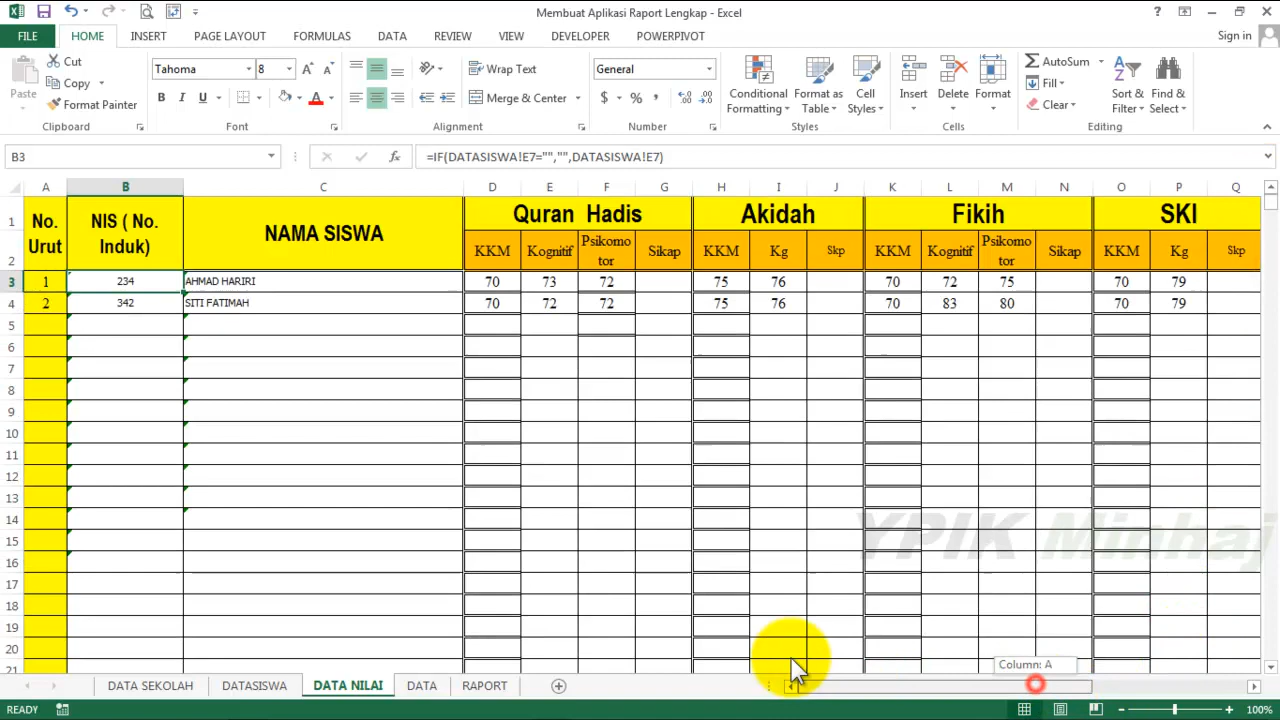 Membuat Aplikasi Raport Lengkap - Excel
FILE HOME INSERT PAGE LAYOUT FORMULAS DATA REVIEW VIEW DEVELOPER POWERPIVOT Sign in
Paste
Cut
Copy
Format Painter
Tahoma 8
B I U A
Wrap Text
Merge & Center
General
$ % ,
Conditional Formatting
Format as Table
Cell Styles
Insert Delete Format
AutoSum
Fill
Clear
Sort & Filter
Find & Select
Clipboard Font Alignment Number Styles Cells Editing
B3 fx =IF(DATASISWA!E7="","",DATASISWA!E7)
A B C D E F G H I J K L M N O P Q
1 No. Urut NIS ( No. Induk) NAMA SISWA Quran Hadis Akidah Fikih SKI
2 KKM Kognitif Psikomotor Sikap KKM Kg Skp KKM Kognitif Psikomotor Sikap KKM Kg Skp
3 1 234 AHMAD HARIRI 70 73 72 75 76 70 72 75 70 79
4 2 342 SITI FATIMAH 70 72 72 75 76 70 83 80 70 79
5
6
7
8
9
10
11
12
13
14
15
16
17
18
19
20
21
YPIK Minhaj
Column: A
DATA SEKOLAH DATASISWA DATA NILAI DATA RAPORT
READY 100%